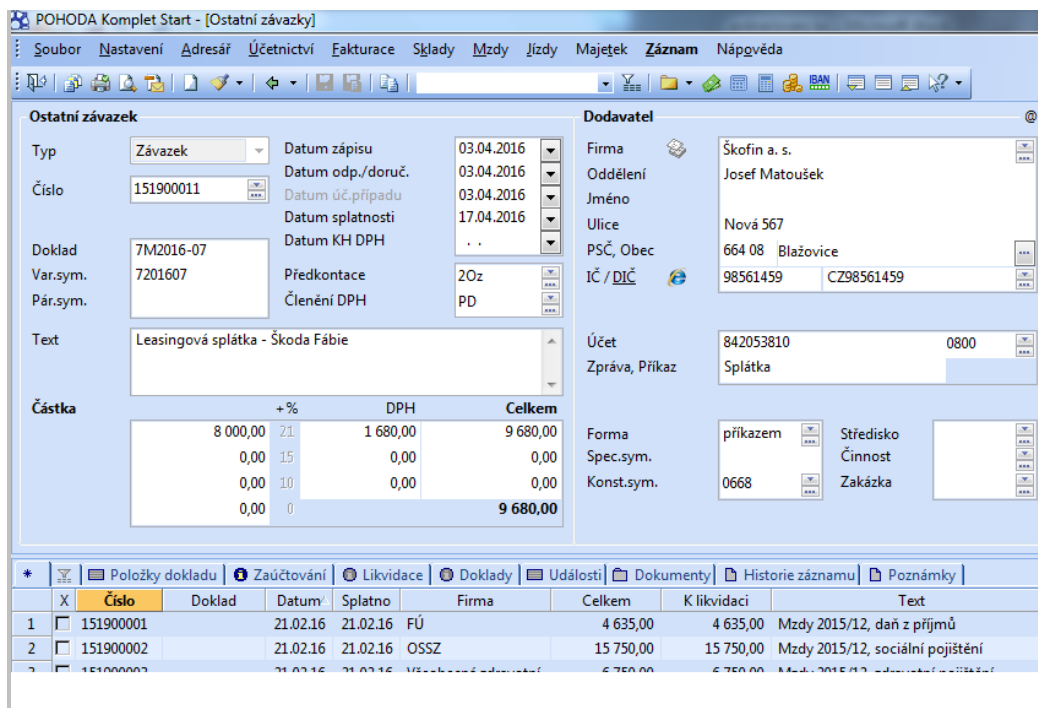 POHODA Komplet Start - [Ostatní závazky]
Soubor Nastavení Adresář Účetnictví Fakturace Sklady Mzdy Jízdy Majetek Záznam Nápověda
IBAN
Ostatní závazek
Typ Závazek
Číslo 151900011
Doklad 7M2016-07
Var.sym. 7201607
Pár.sym.
Datum zápisu 03.04.2016
Datum odp./doruč. 03.04.2016
Datum úč.případu 03.04.2016
Datum splatnosti 17.04.2016
Datum KH DPH . .
Předkontace 2Oz
Členění DPH PD
Text Leasingová splátka - Škoda Fábie
Částka +% DPH Celkem
8 000,00 21 1 680,00 9 680,00
0,00 15 0,00 0,00
0,00 10 0,00 0,00
0,00 0 9 680,00
Dodavatel @
Firma Škofin a. s.
Oddělení Josef Matoušek
Jméno
Ulice Nová 567
PSČ, Obec 664 08 Blažovice
IČ / DIČ 98561459 CZ98561459
Účet 842053810 0800
Zpráva, Příkaz Splátka
Forma příkazem Středisko
Spec.sym. Činnost
Konst.sym. 0668 Zakázka
* Položky dokladu Zaúčtování Likvidace Doklady Události Dokumenty Historie záznamu Poznámky
X Číslo Doklad Datum Splatno Firma Celkem K likvidaci Text
1 151900001 21.02.16 21.02.16 FÚ 4 635,00 4 635,00 Mzdy 2015/12, daň z příjmů
2 151900002 21.02.16 21.02.16 OSSZ 15 750,00 15 750,00 Mzdy 2015/12, sociální pojištění